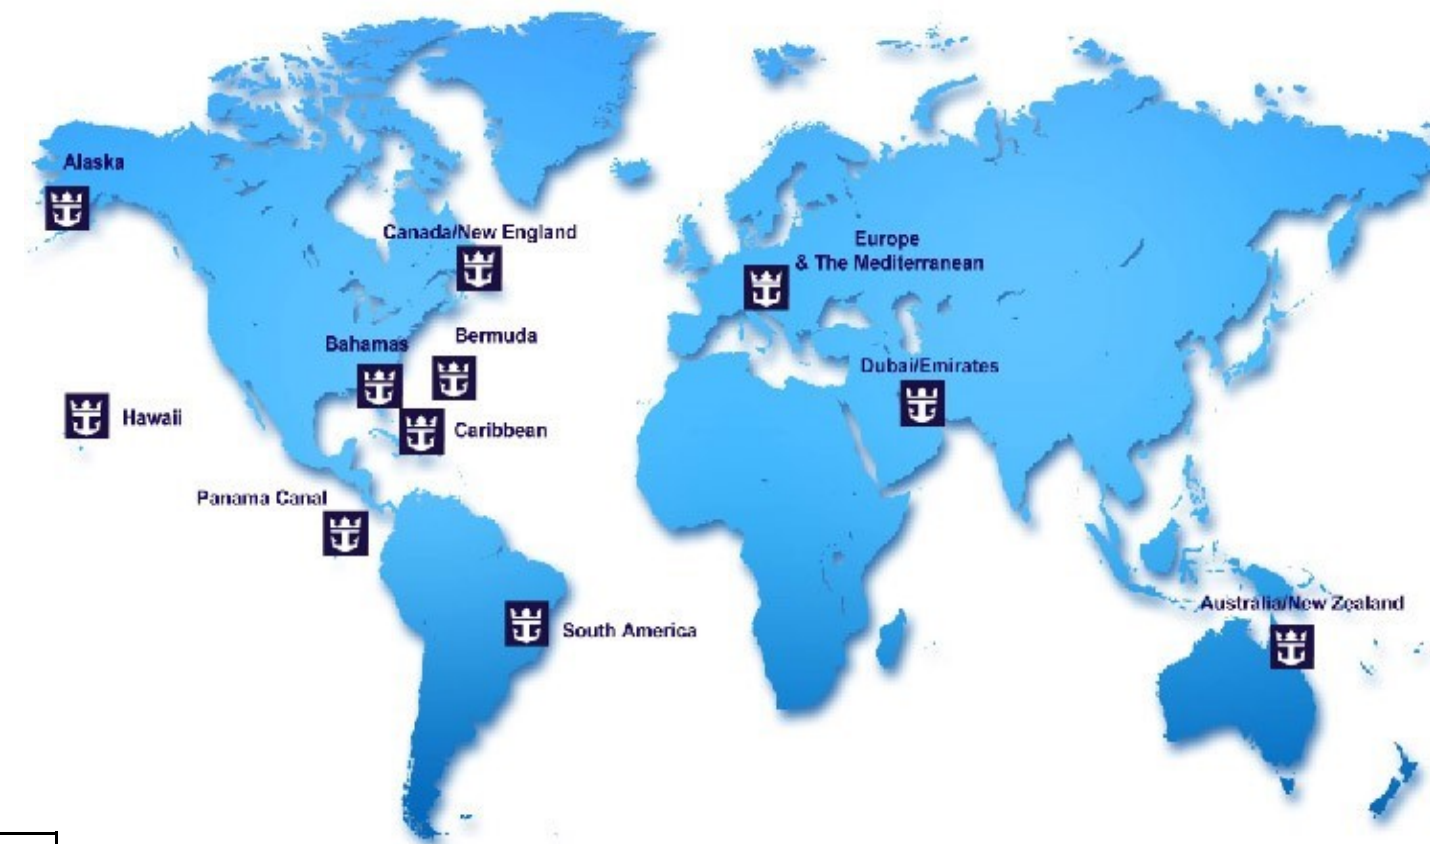 Alaska
Canada/New England
Europe
& The Mediterranean
Bermuda
Bahamas
Dubai/Emirates
Hawaii
Caribbean
Panama Canal
Australia/New Zealand
South America